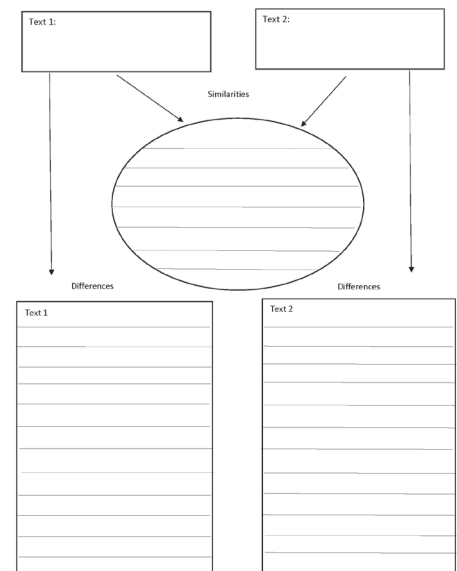 Text 1:
Text 2:
Similarities
Differences
Differences
Text 1
Text 2